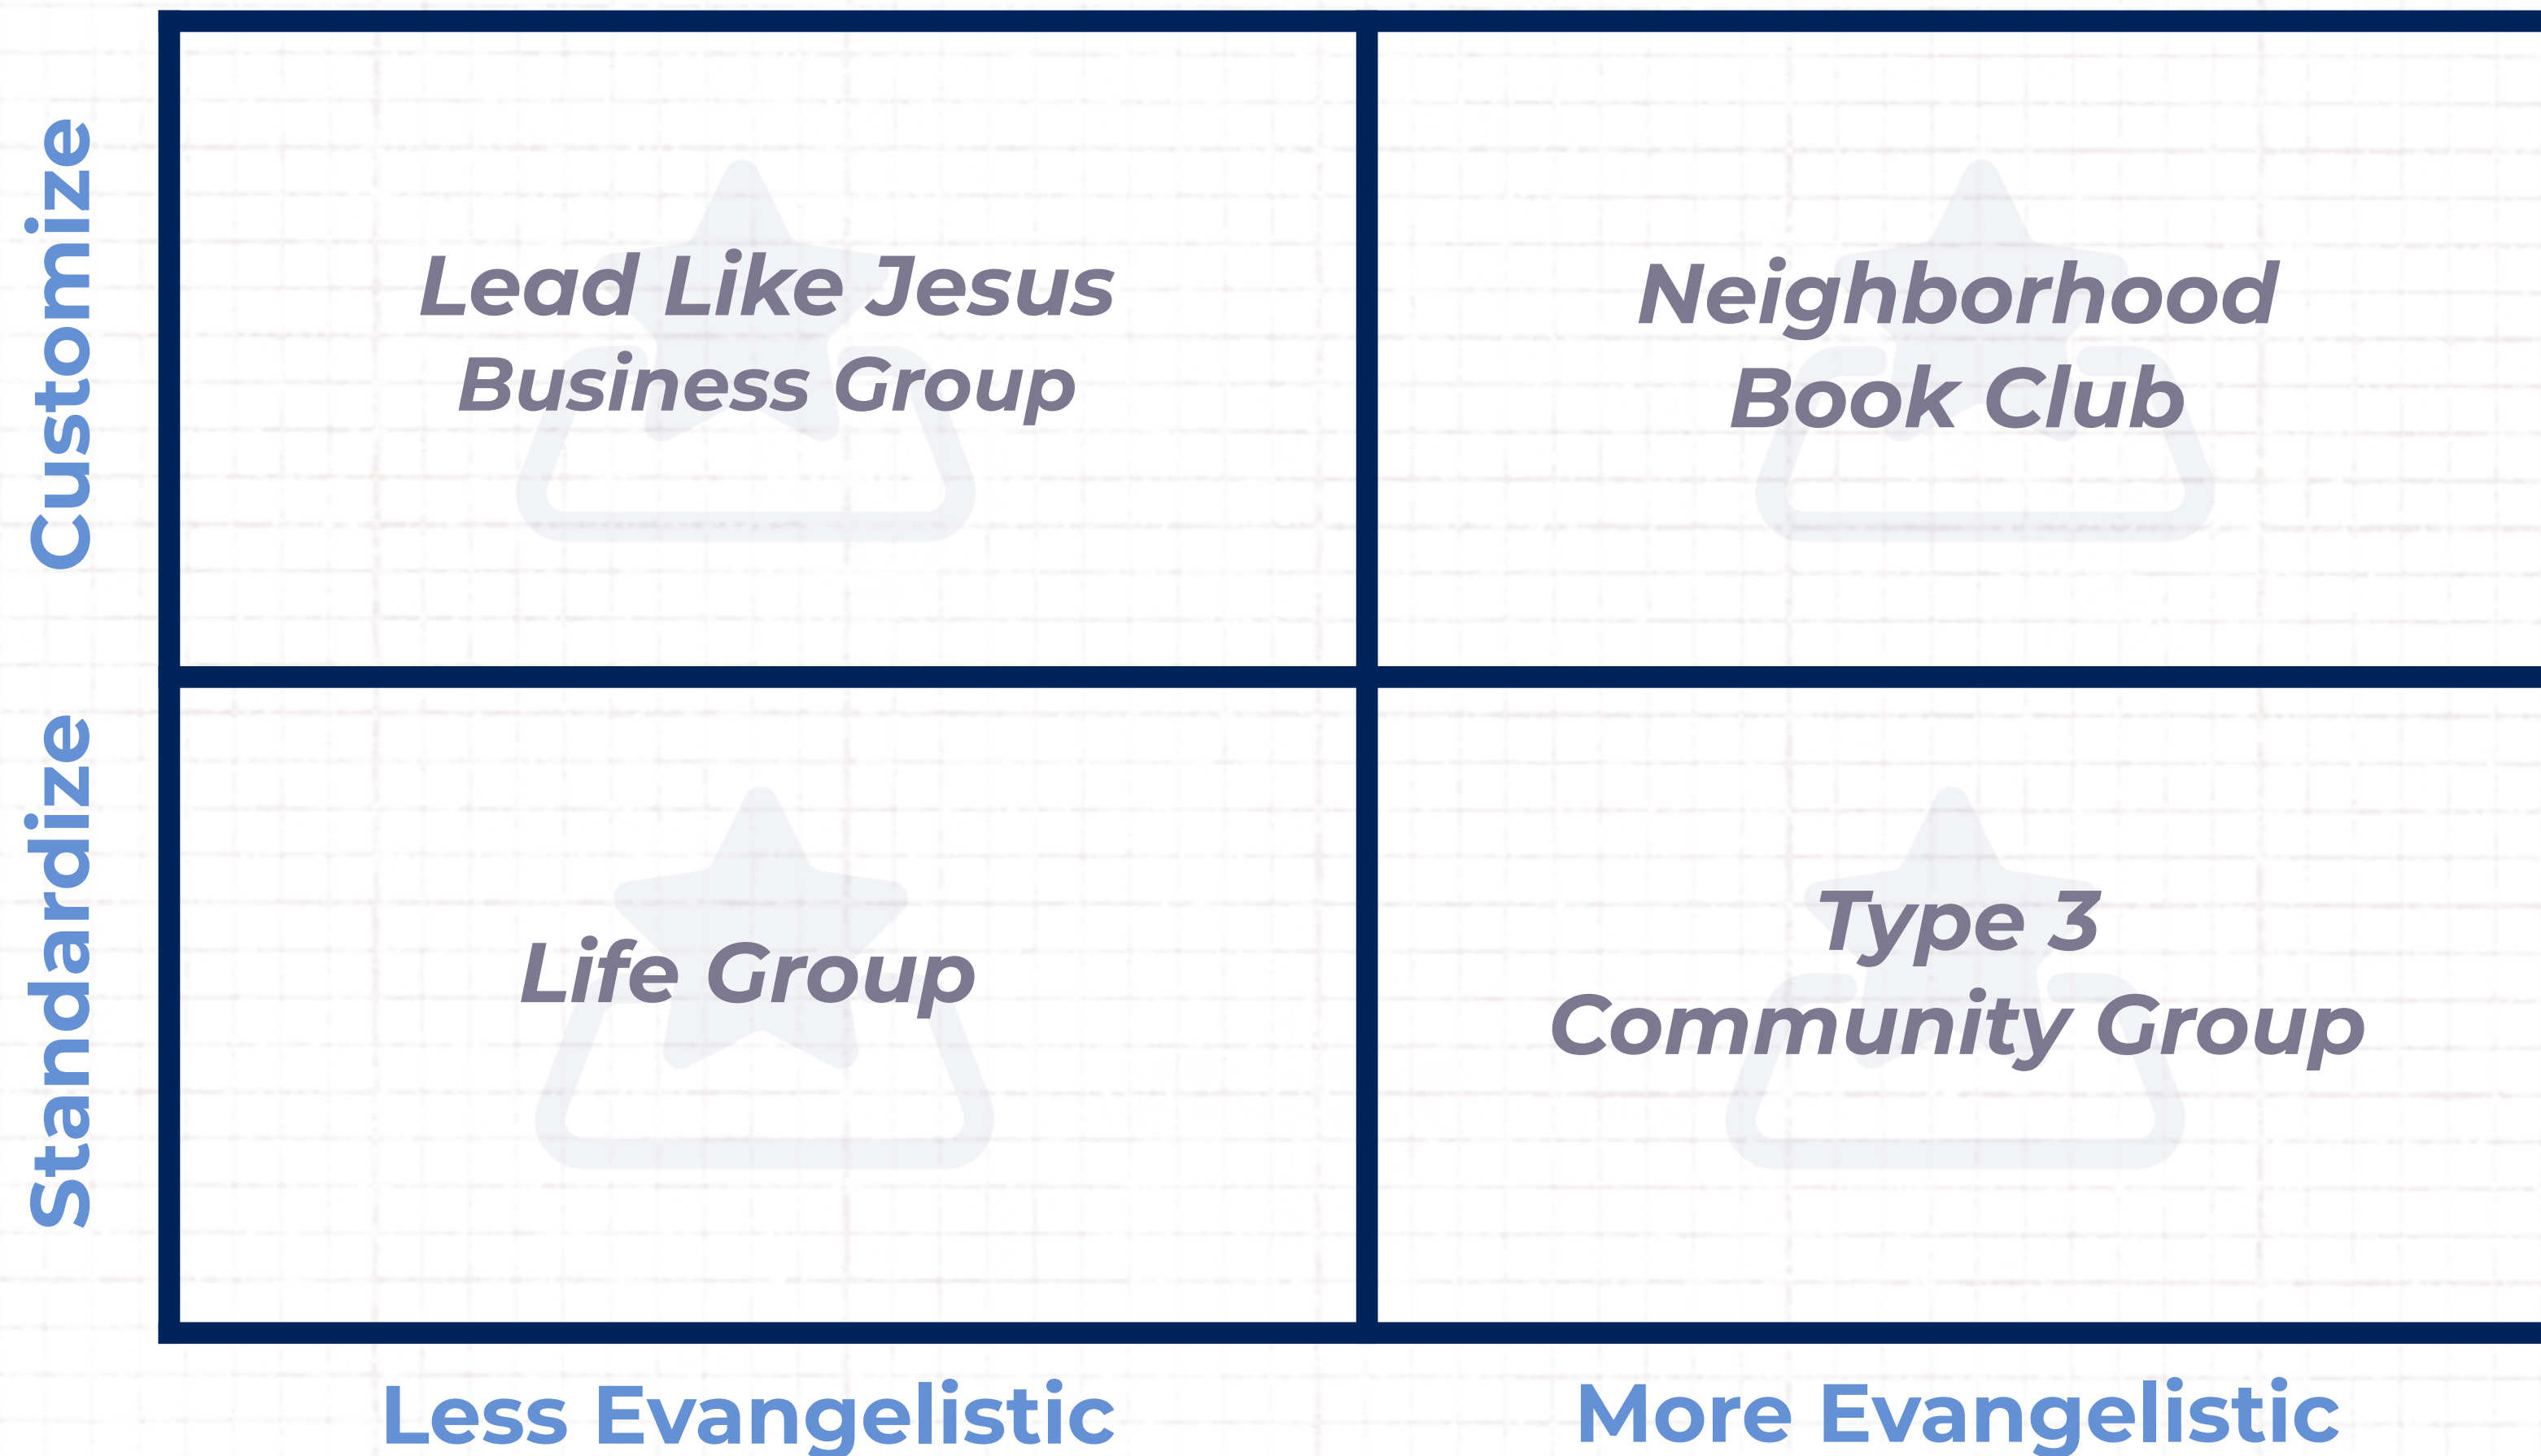 Customize
Lead Like Jesus
Business Group
Neighborhood
Book Club
Standardize
Life Group
Type 3
Community Group
Less Evangelistic
More Evangelistic